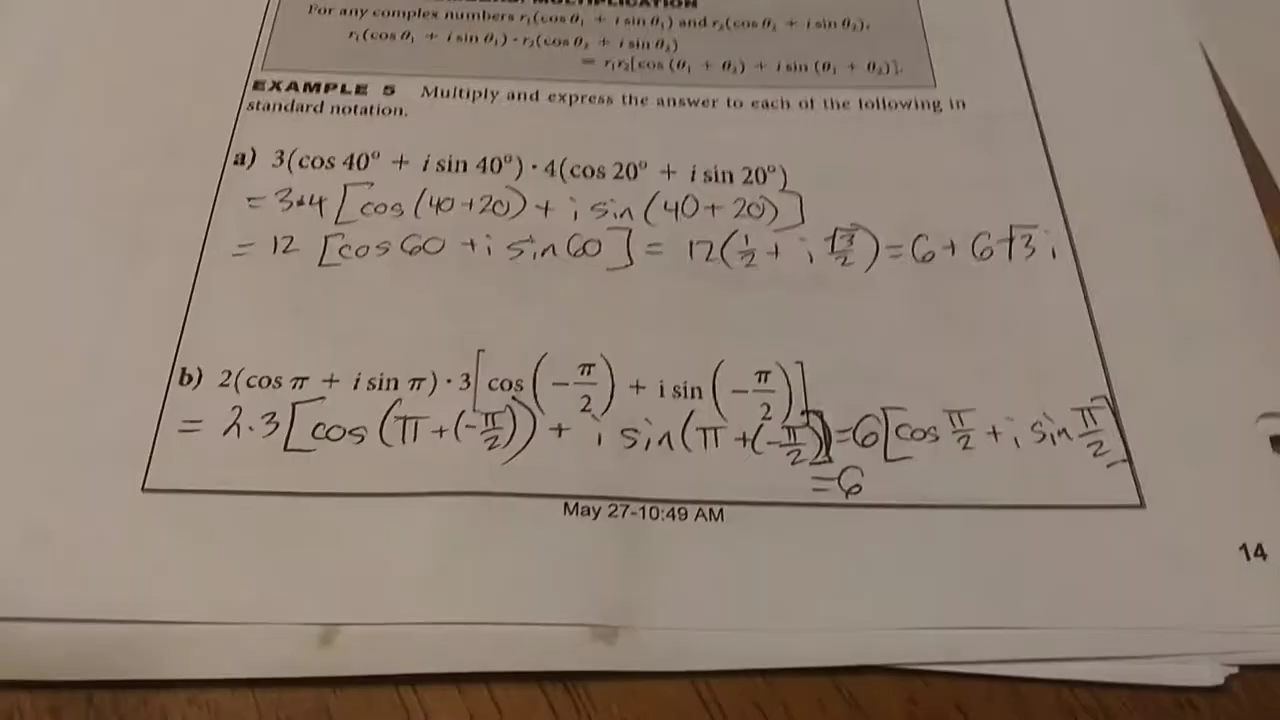 For any complex numbers r₁(cos θ₁ + i sin θ₁) and r₂(cos θ₂ + i sin θ₂),
r₁(cos θ₁ + i sin θ₁) · r₂(cos θ₂ + i sin θ₂)
= r₁r₂[cos (θ₁ + θ₂) + i sin (θ₁ + θ₂)].
EXAMPLE 5 Multiply and express the answer to each of the following in
standard notation.
a) 3(cos 40° + i sin 40°) · 4(cos 20° + i sin 20°)
= 3·4 [cos (40+20) + i sin (40+20)]
= 12 [cos 60 + i sin 60] = 12(1/2 + i √3/2) = 6 + 6√3 i
b) 2(cos π + i sin π) · 3[cos(−π/2) + i sin(−π/2)]
= 2.3 [cos (π+(-π/2)) + i sin (π+(-π/2))] = 6[cos π/2 + i sin π/2]
= 6
May 27-10:49 AM
14